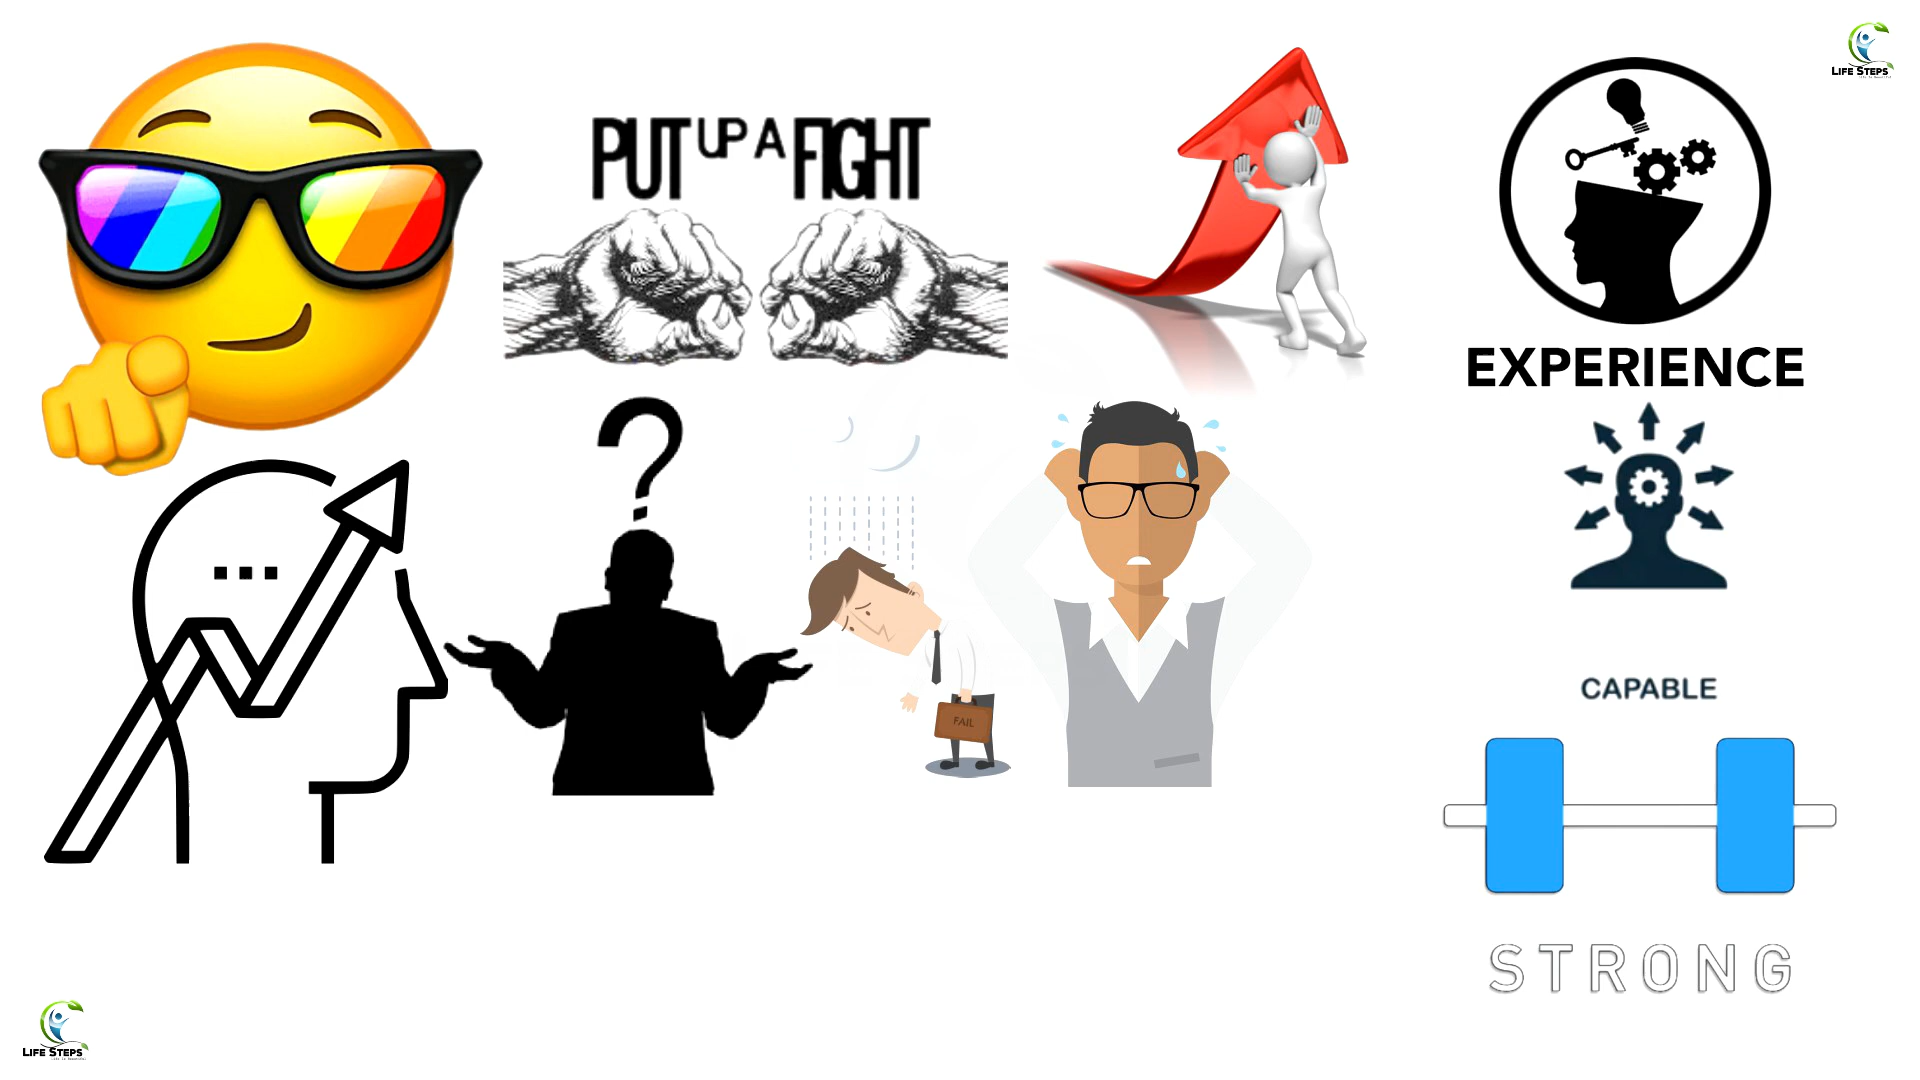 LIFE STEPS
PUT UP A FIGHT
EXPERIENCE
?
FAIL
CAPABLE
STRONG
LIFE STEPS